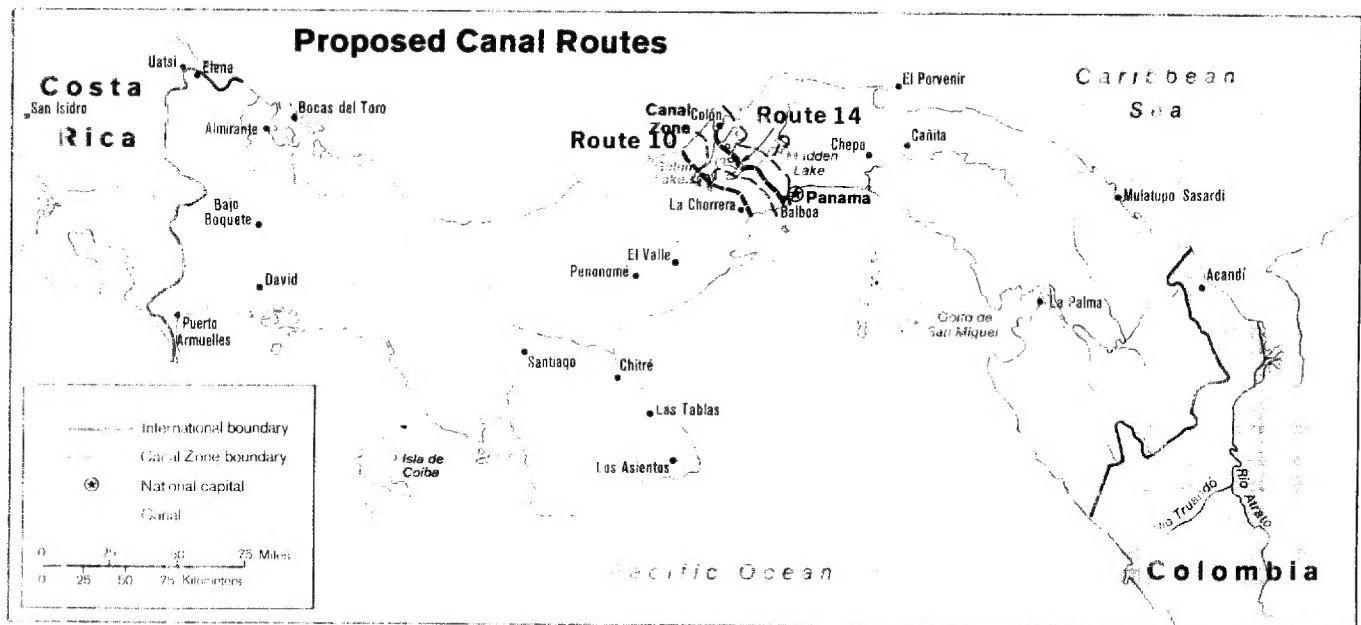 Proposed Canal Routes
Costa
Rica
San Isidro
Uatsi
Elena
Bocas del Toro
Almirante
Bajo
Boquete
David
Puerto
Armuelles
Canal
Zone
Colón
Route 14
Route 10
Madden
Lake
La Chorrera
Balboa
Panama
El Porvenir
Chepo
Cañita
Caribbean
Sea
Mulatupo Sasardi
El Valle
Penonomé
Santiago
Chitré
Las Tablas
Los Asientos
Isla de
Coiba
Golfo de
San Miguel
La Palma
Acandí
Río Truandó
Río Atrato
Colombia
Pacific Ocean
International boundary
Canal Zone boundary
National capital
Canal
0 25 50 75 Miles
0 25 50 75 Kilometers